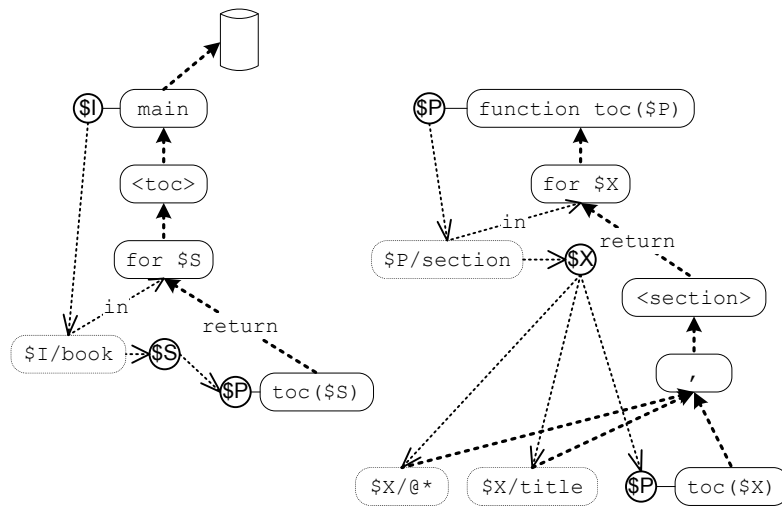 $I
main
$P
function toc($P)
<toc>
for $X
in
$P/section
$X
return
for $S
<section>
in
return
$I/book
$S
$P
toc($S)
,
$X/@*
$X/title
$P
toc($X)